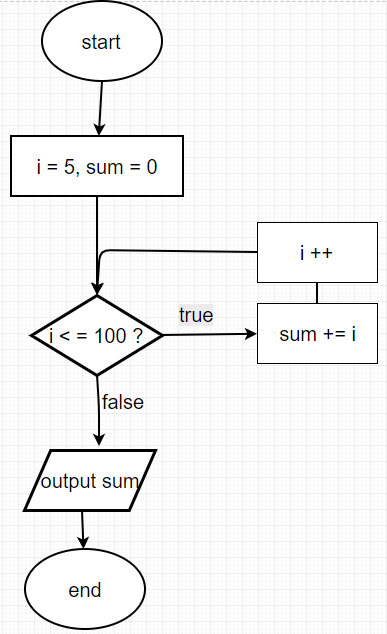 start
i = 5, sum = 0
i ++
i < = 100 ?
true
sum += i
false
output sum
end